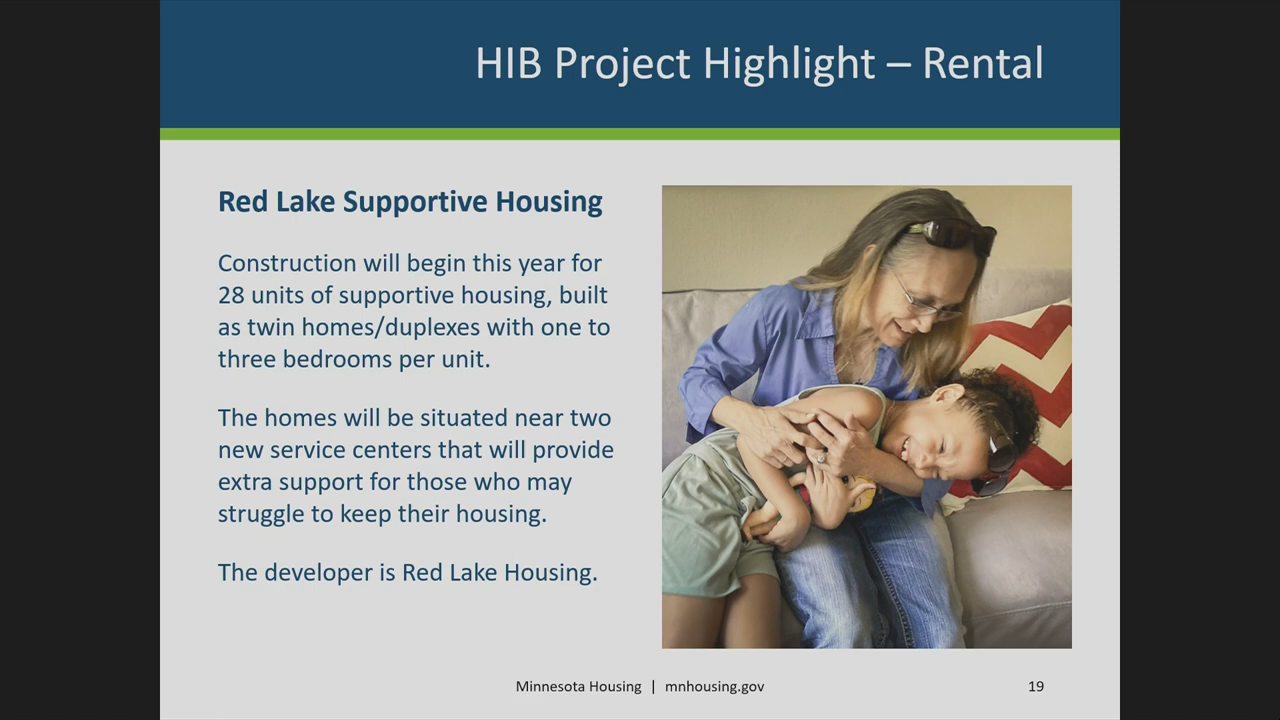 HIB Project Highlight – Rental
Red Lake Supportive Housing
Construction will begin this year for
28 units of supportive housing, built
as twin homes/duplexes with one to
three bedrooms per unit.
The homes will be situated near two
new service centers that will provide
extra support for those who may
struggle to keep their housing.
The developer is Red Lake Housing.
Minnesota Housing | mnhousing.gov
19